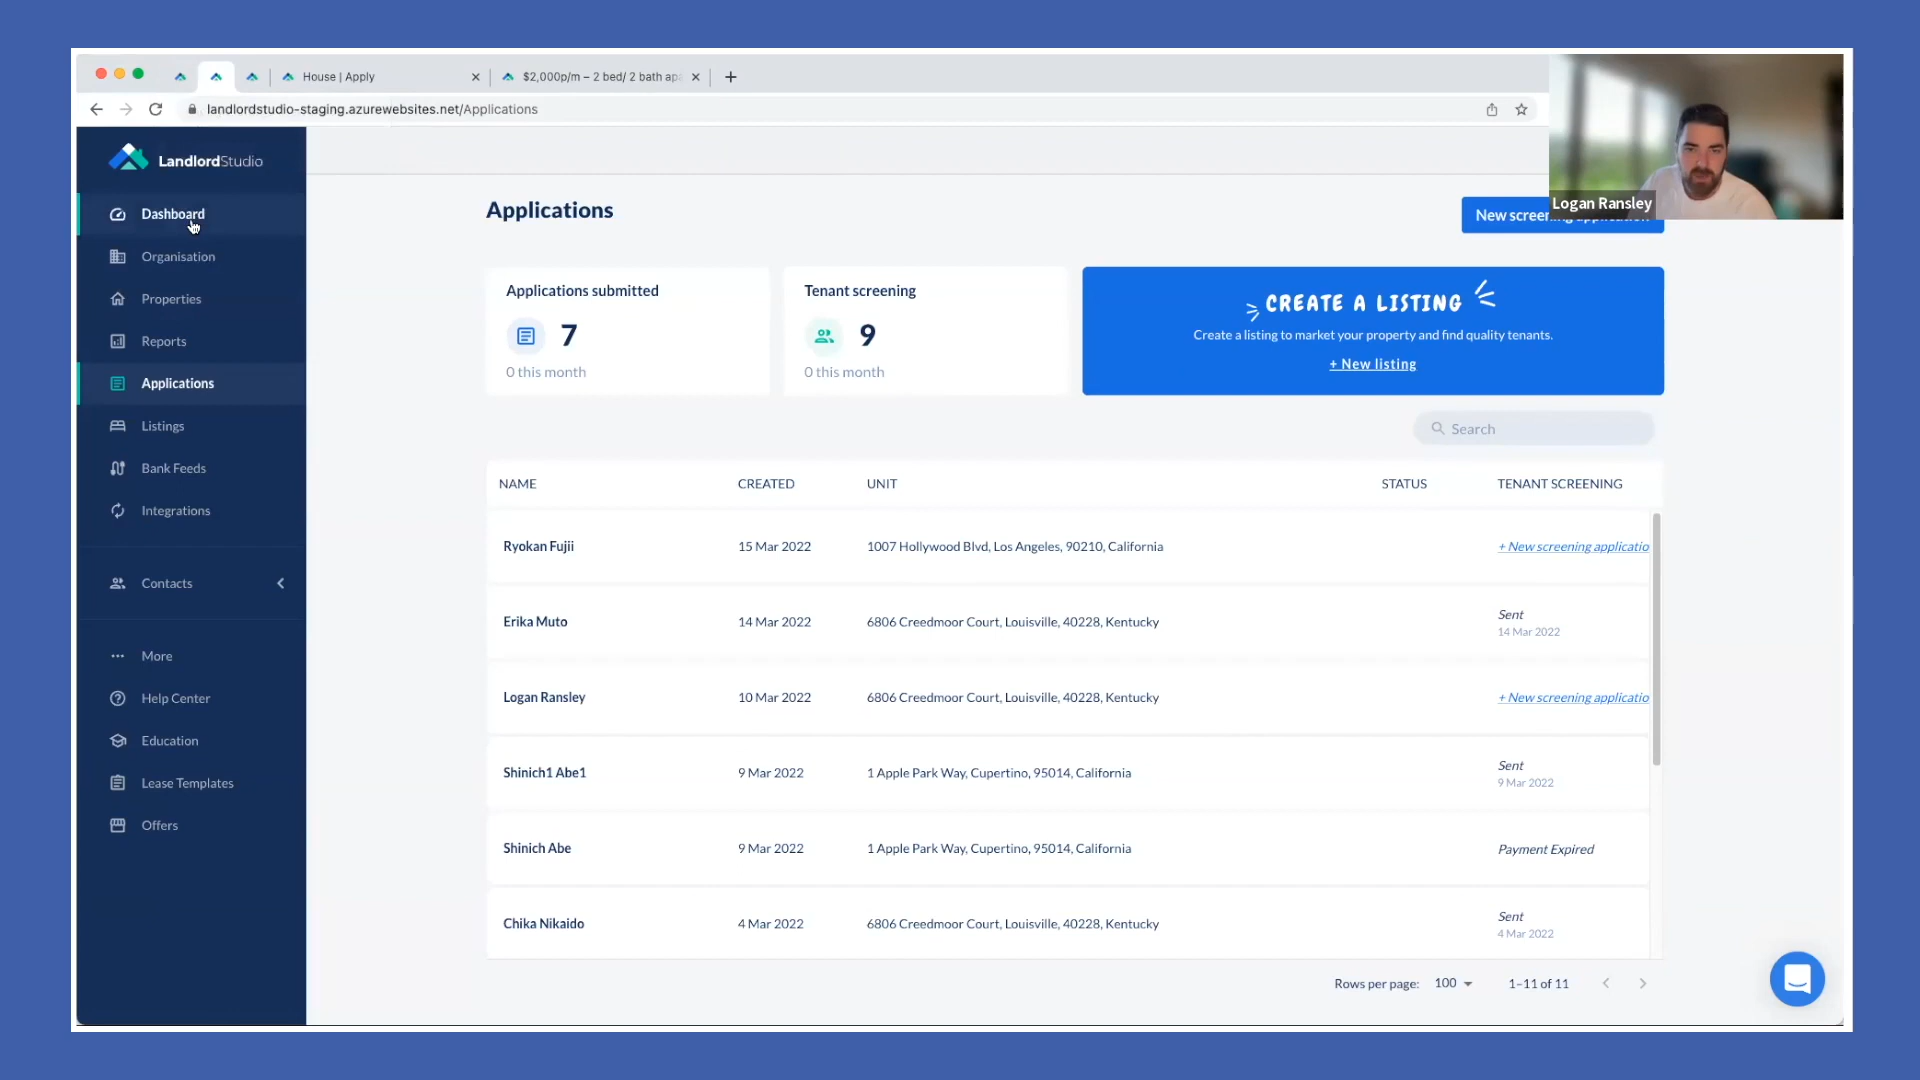 House | Apply
$2,000p/m – 2 bed/ 2 bath apa
landlordstudio-staging.azurewebsites.net/Applications
LandlordStudio
Dashboard
Organisation
Properties
Reports
Applications
Listings
Bank Feeds
Integrations
Contacts
More
Help Center
Education
Lease Templates
Offers
Logan Ransley
Applications
New screening application
Applications submitted
7
0 this month
Tenant screening
9
0 this month
CREATE A LISTING
Create a listing to market your property and find quality tenants.
+ New listing
Search
NAME CREATED UNIT STATUS TENANT SCREENING
Ryokan Fujii 15 Mar 2022 1007 Hollywood Blvd, Los Angeles, 90210, California + New screening applicatio
Erika Muto 14 Mar 2022 6806 Creedmoor Court, Louisville, 40228, Kentucky Sent
14 Mar 2022
Logan Ransley 10 Mar 2022 6806 Creedmoor Court, Louisville, 40228, Kentucky + New screening applicatio
Shinich1 Abe1 9 Mar 2022 1 Apple Park Way, Cupertino, 95014, California Sent
9 Mar 2022
Shinich Abe 9 Mar 2022 1 Apple Park Way, Cupertino, 95014, California Payment Expired
Chika Nikaido 4 Mar 2022 6806 Creedmoor Court, Louisville, 40228, Kentucky Sent
4 Mar 2022
Rows per page: 100 1–11 of 11